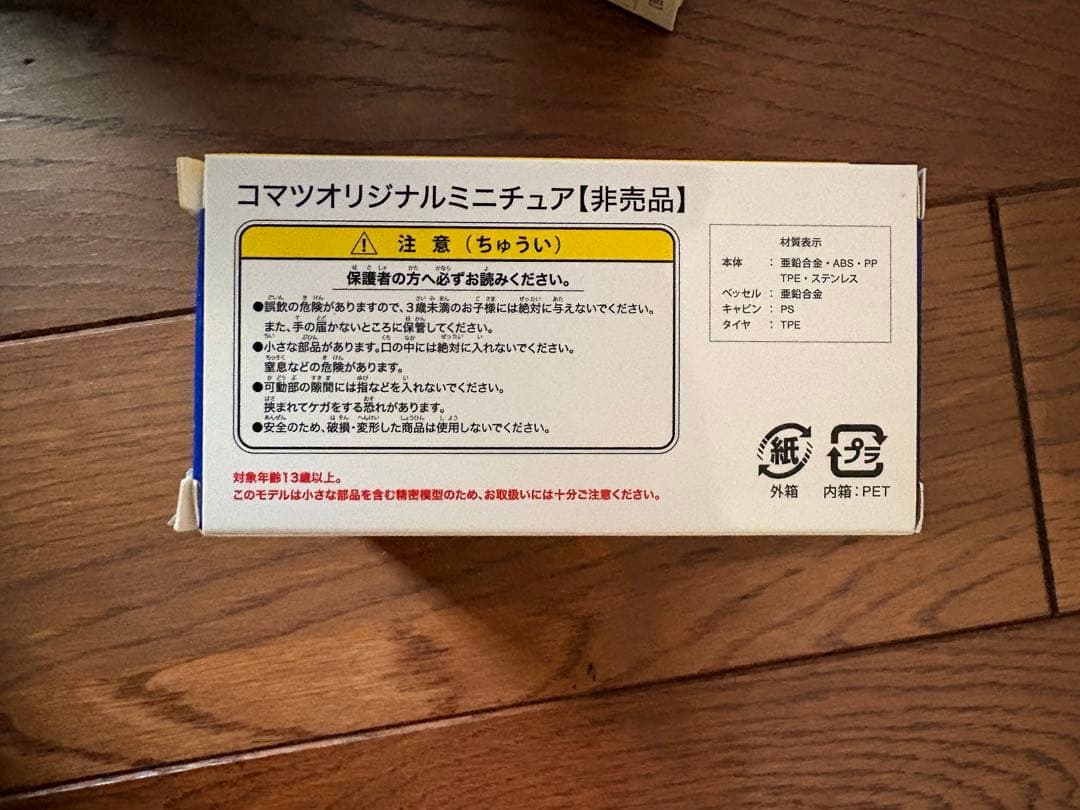 コマツオリジナルミニチュア【非売品】
注 意（ちゅうい）
保護者の方へ必ずお読みください。
●誤飲の危険がありますので、3歳未満のお子様には絶対に与えないでください。
また、手の届かないところに保管してください。
●小さな部品があります。口の中には絶対に入れないでください。
窒息などの危険があります。
●可動部の隙間には指などを入れないでください。
挟まれてケガをする恐れがあります。
●安全のため、破損・変形した商品は使用しないでください。
対象年齢13歳以上。
このモデルは小さな部品を含む精密模型のため、お取扱いには十分ご注意ください。
材質表示
本体 ：亜鉛合金・ABS・PP
TPE・ステンレス
ベッセル：亜鉛合金
キャビン：PS
タイヤ ：TPE
紙
外箱
プラ
内箱：PET